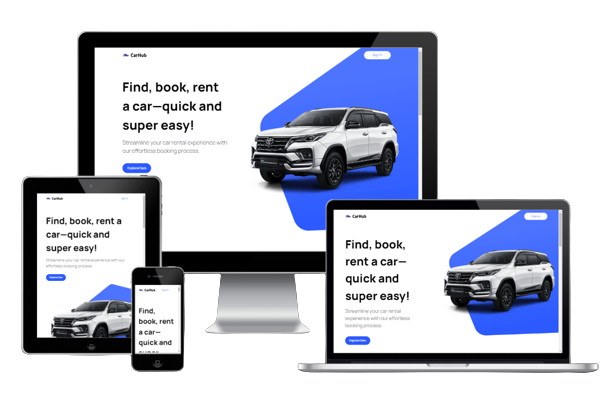 CarHub
Sign in
Find, book, rent
a car—quick and
super easy!
Streamline your car rental experience with
our effortless booking process.
Explore Cars
CarHub
Find, book, rent a
car—quick and
super easy!
Streamline your car rental experience with our
effortless booking process.
Explore Cars
CarHub
Find,
book, rent
a car—
quick and
CarHub
Sign in
Find, book,
rent a car—
quick and
super easy!
Streamline your car rental
experience with our effortless
booking process.
Explore Cars